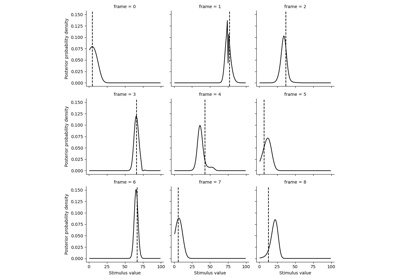 frame = 0 frame = 1 frame = 2
0.150
0.125
0.100
0.075
0.050
0.025
0.000
Posterior probability density
frame = 3 frame = 4 frame = 5
0.150
0.125
0.100
0.075
0.050
0.025
0.000
Posterior probability density
frame = 6 frame = 7 frame = 8
0.150
0.125
0.100
0.075
0.050
0.025
0.000
Posterior probability density
0 25 50 75 100 0 25 50 75 100 0 25 50 75 100
Stimulus value Stimulus value Stimulus value